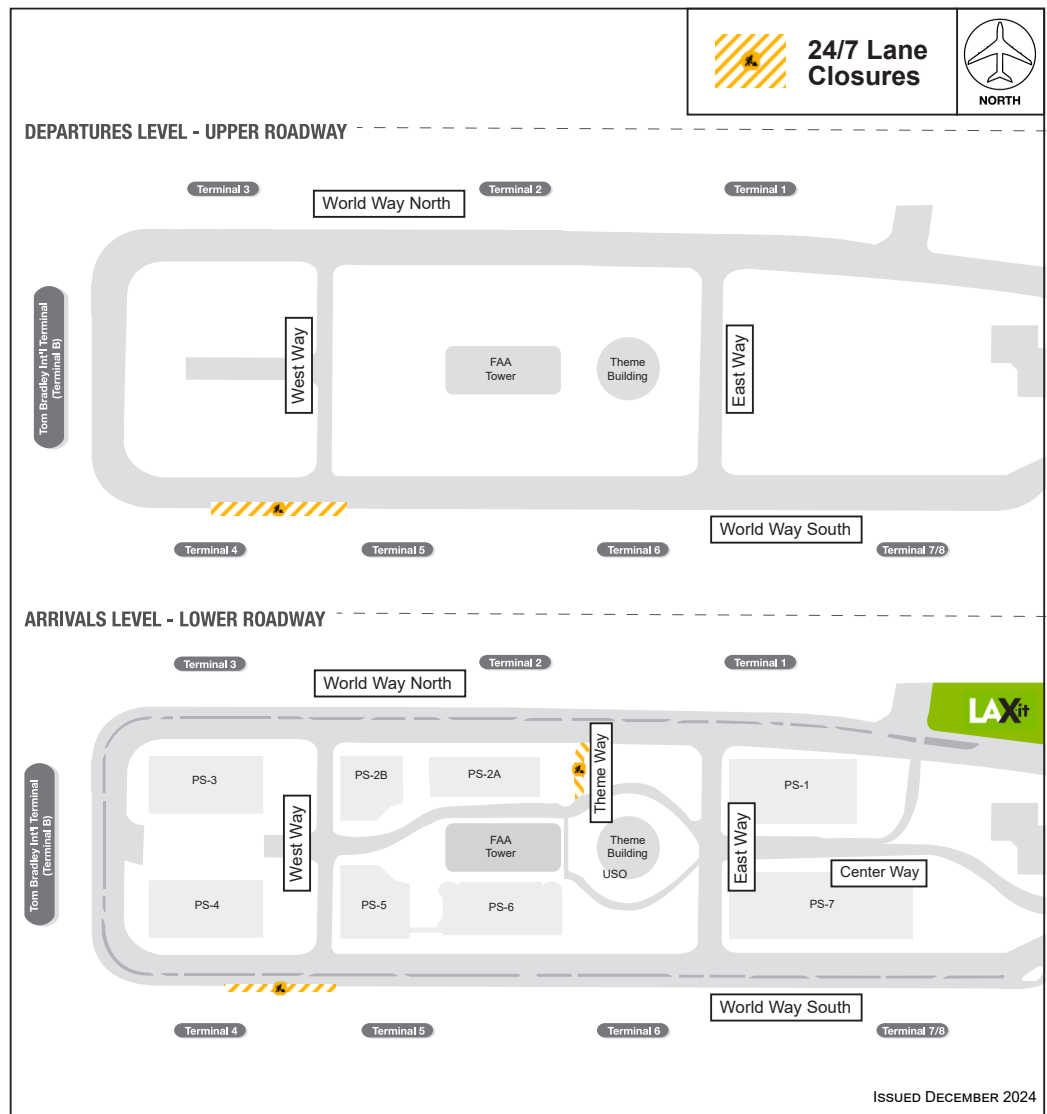 24/7 Lane
Closures
NORTH
DEPARTURES LEVEL - UPPER ROADWAY
Terminal 3
Terminal 2
Terminal 1
World Way North
Tom Bradley Int'l Terminal
(Terminal B)
West Way
FAA
Tower
Theme
Building
East Way
World Way South
Terminal 4
Terminal 5
Terminal 6
Terminal 7/8
ARRIVALS LEVEL - LOWER ROADWAY
Terminal 3
Terminal 2
Terminal 1
World Way North
LAXit
Tom Bradley Int'l Terminal
(Terminal B)
PS-3
PS-2B
PS-2A
Theme Way
PS-1
West Way
FAA
Tower
Theme
Building
USO
East Way
Center Way
PS-4
PS-5
PS-6
PS-7
World Way South
Terminal 4
Terminal 5
Terminal 6
Terminal 7/8
ISSUED DECEMBER 2024